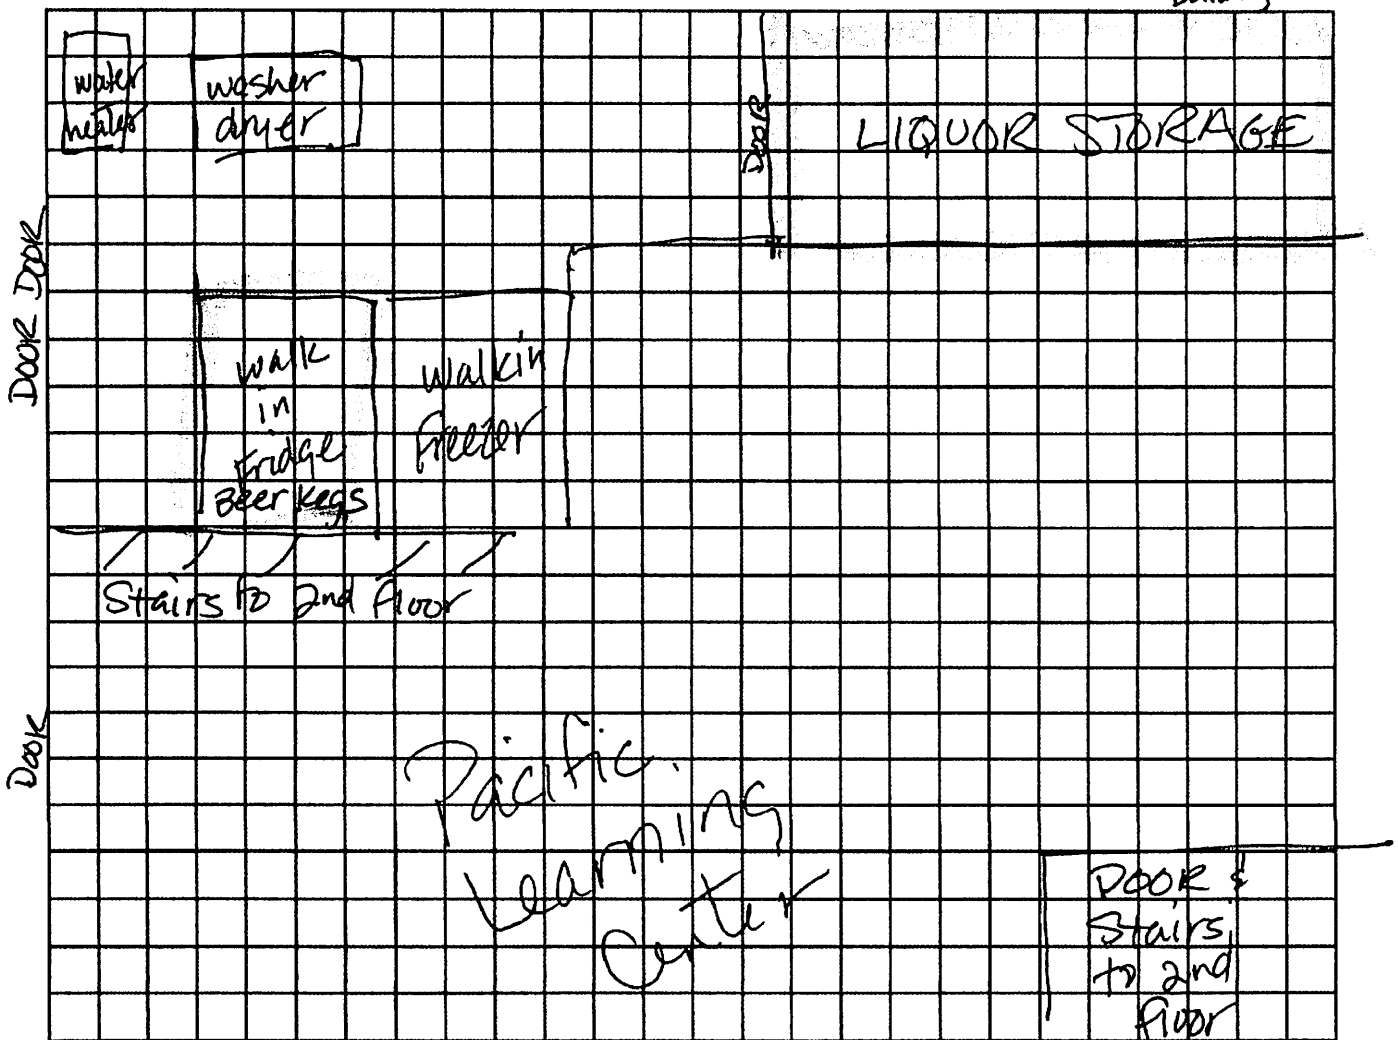 water
heater
washer
dryer
DOOR
LIQUOR STORAGE
DOOR DOOR
walk
in
Fridge
Beer Kegs
Walkin
freezer
Stairs to 2nd floor
DOOR
Pacific
Learning
Center
DOOR &
Stairs
to 2nd
floor